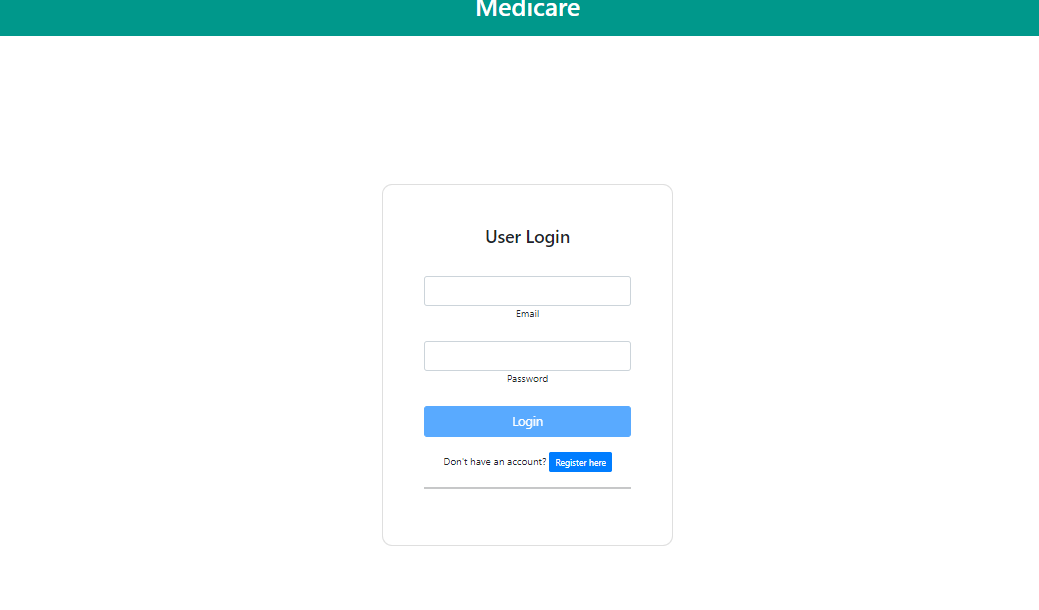 Medicare
User Login
Email
Password
Login
Don't have an account? Register here